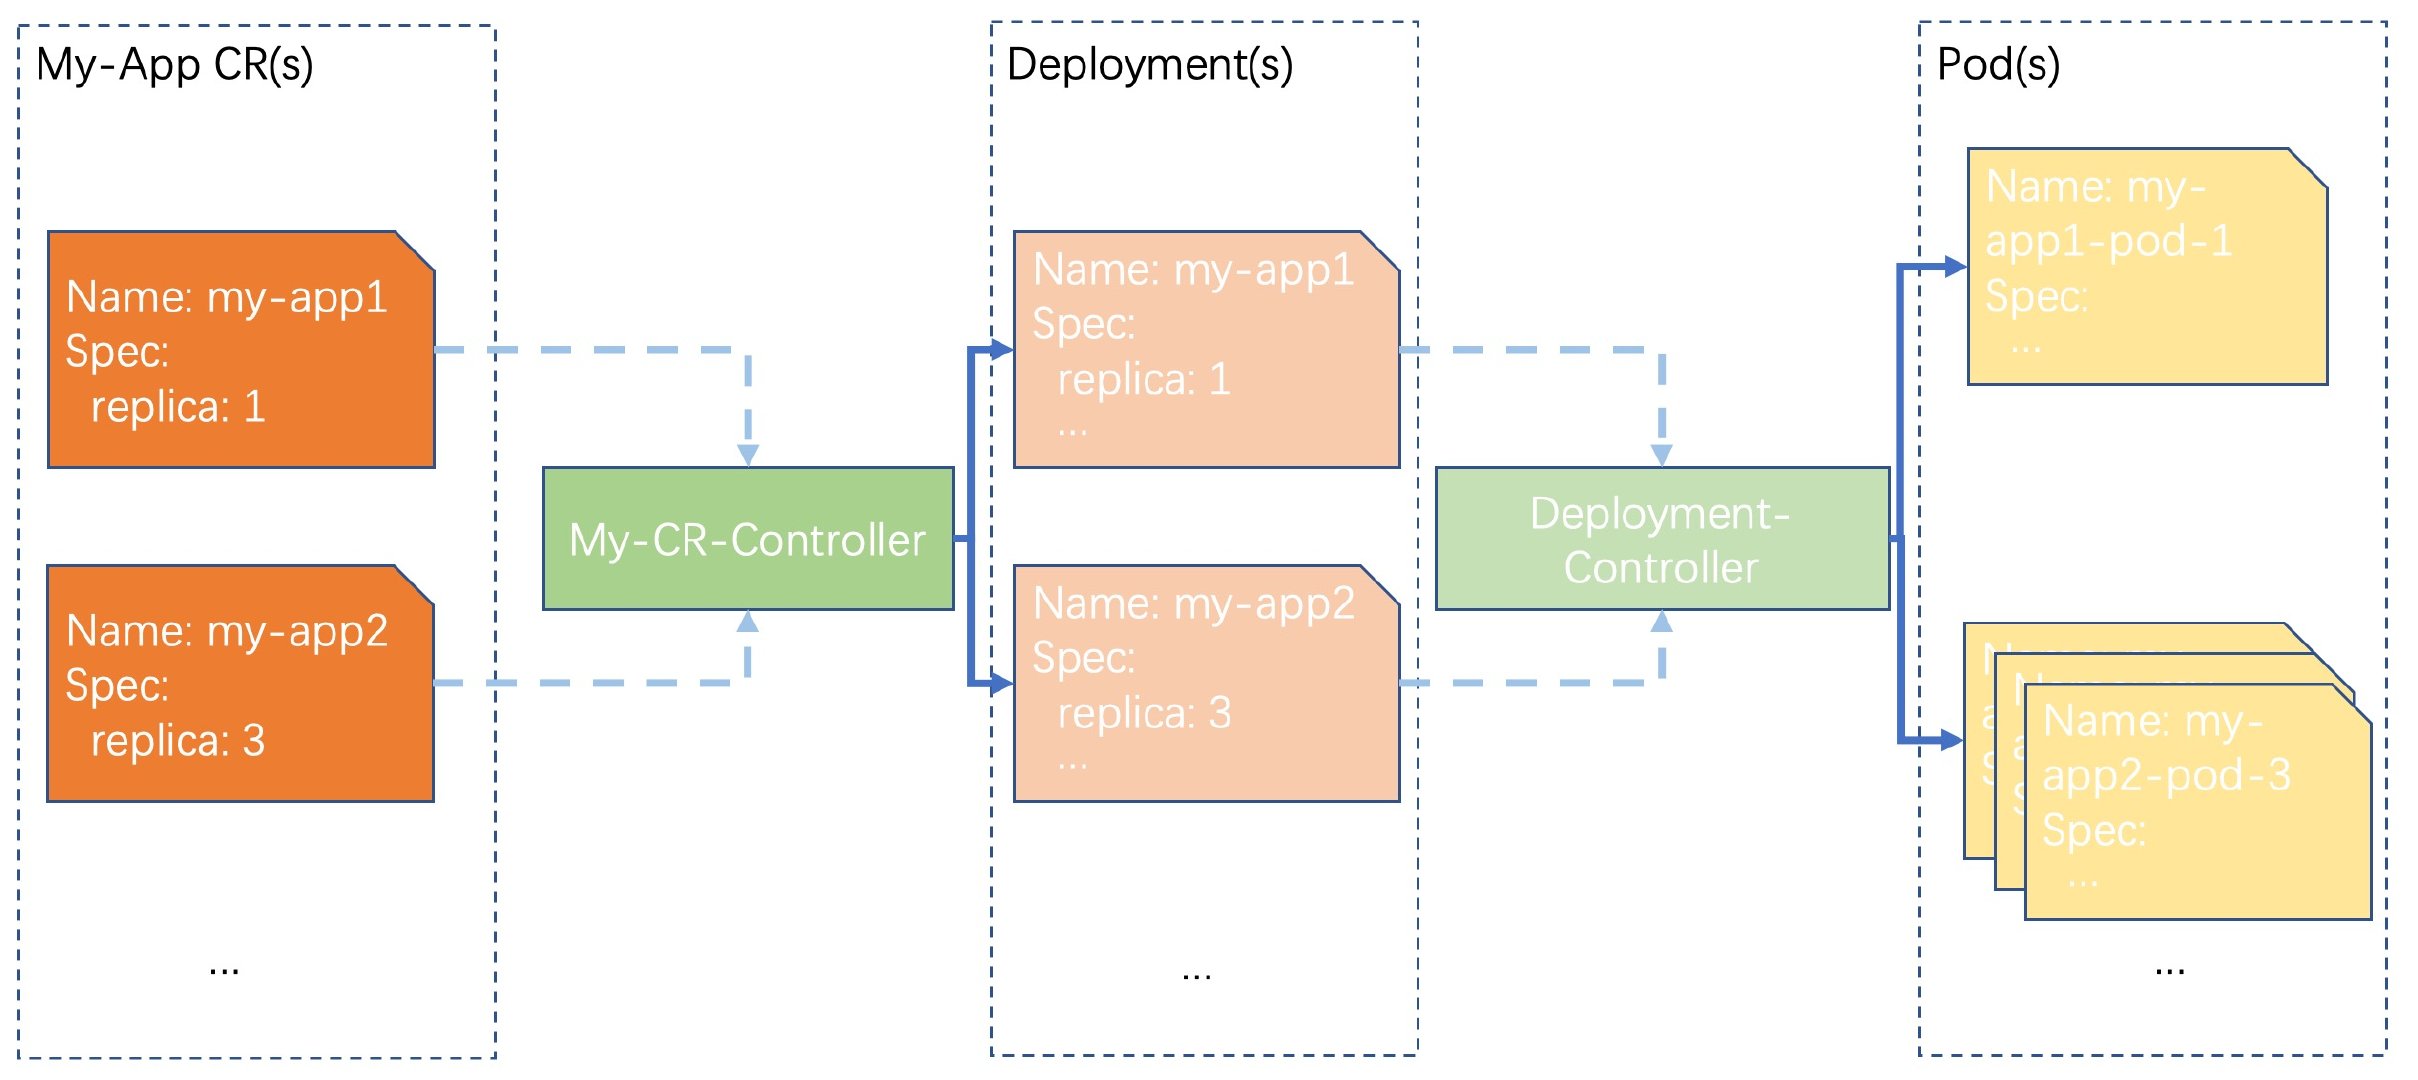 My-App CR(s)
Name: my-app1
Spec:
replica: 1
Name: my-app2
Spec:
replica: 3
...
My-CR-Controller
Deployment(s)
Name: my-app1
Spec:
replica: 1
...
Name: my-app2
Spec:
replica: 3
...
...
Deployment-
Controller
Pod(s)
Name: my-
app1-pod-1
Spec:
...
Name: my-
app2-pod-3
Spec:
...
...